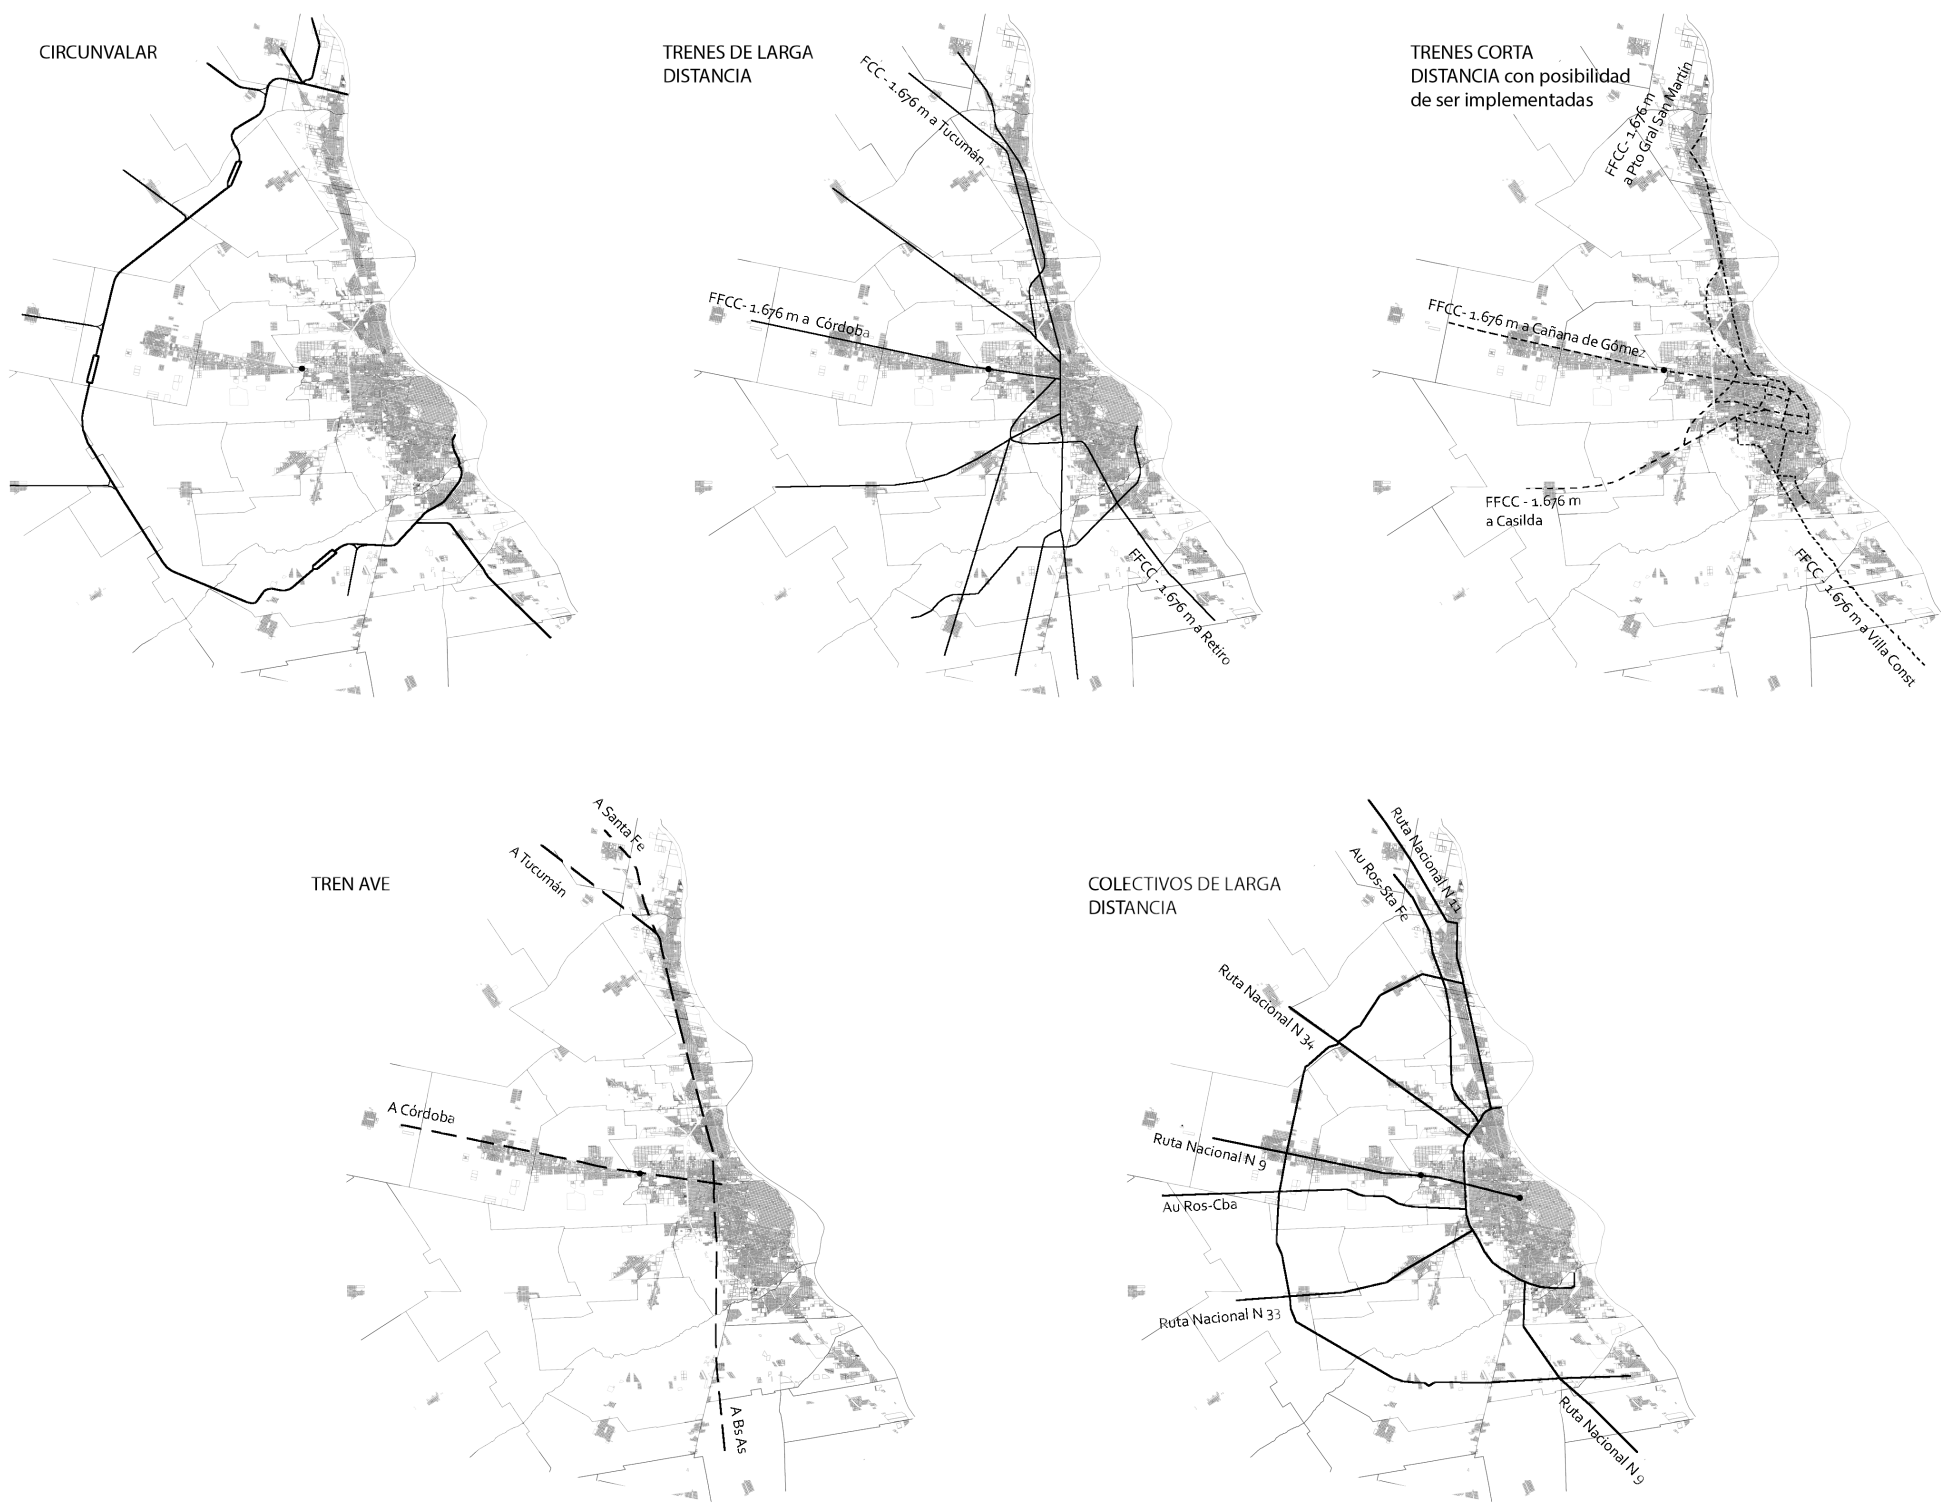 CIRCUNVALAR
TRENES DE LARGA
DISTANCIA
FCC - 1.676 m a Tucumán
FFCC- 1.676 m a Córdoba
FFCC - 1.676 m a Retiro
TRENES CORTA
DISTANCIA con posibilidad
de ser implementadas
FFCC- 1.676 m
a Pto Gral San Martín
FFCC- 1.676 m a Cañana de Gómez
FFCC - 1.676 m
a Casilda
FFCC - 1.676 m a Villa Const
TREN AVE
A Santa Fe
A Tucumán
A Córdoba
A Bs As
COLECTIVOS DE LARGA
DISTANCIA
Ruta Nacional N 11
Au Ros-Sta Fe
Ruta Nacional N 34
Ruta Nacional N 9
Au Ros-Cba
Ruta Nacional N 33
Ruta Nacional N 9